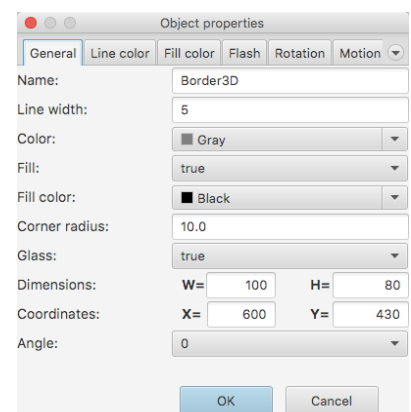 Object properties
General Line color Fill color Flash Rotation Motion
Name: Border3D
Line width: 5
Color: Gray
Fill: true
Fill color: Black
Corner radius: 10.0
Glass: true
Dimensions: W= 100 H= 80
Coordinates: X= 600 Y= 430
Angle: 0
OK Cancel